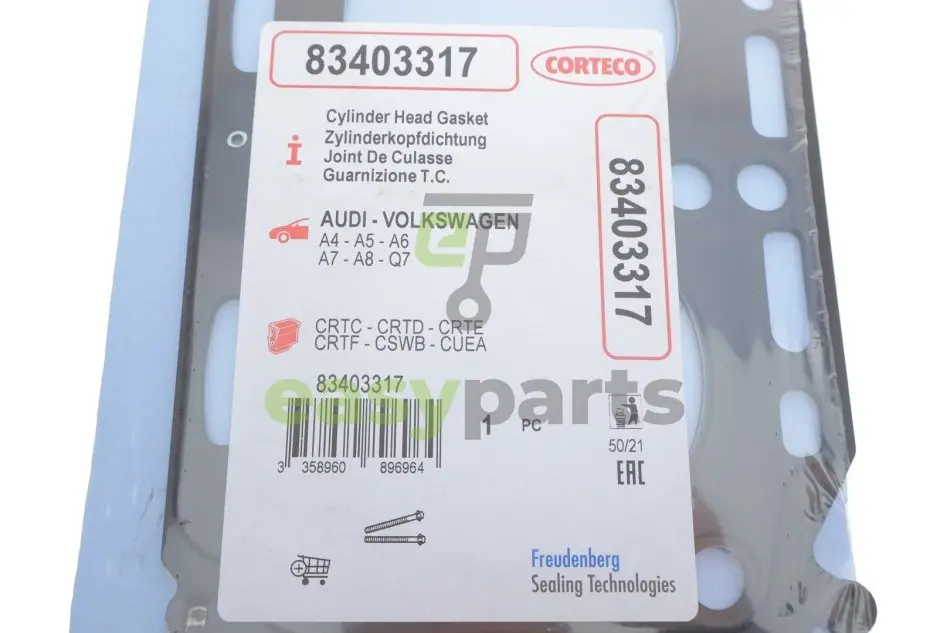 83403317
CORTECO
Cylinder Head Gasket
Zylinderkopfdichtung
Joint De Culasse
Guarnizione T.C.
83403317
AUDI - VOLKSWAGEN
A4 - A5 - A6
A7 - A8 - Q7
ep
CRTC - CRTD - CRTE
CRTF - CSWB - CUEA
83403317
easyparts
1 PC
3 358960 896964
50/21
EAC
Freudenberg
Sealing Technologies